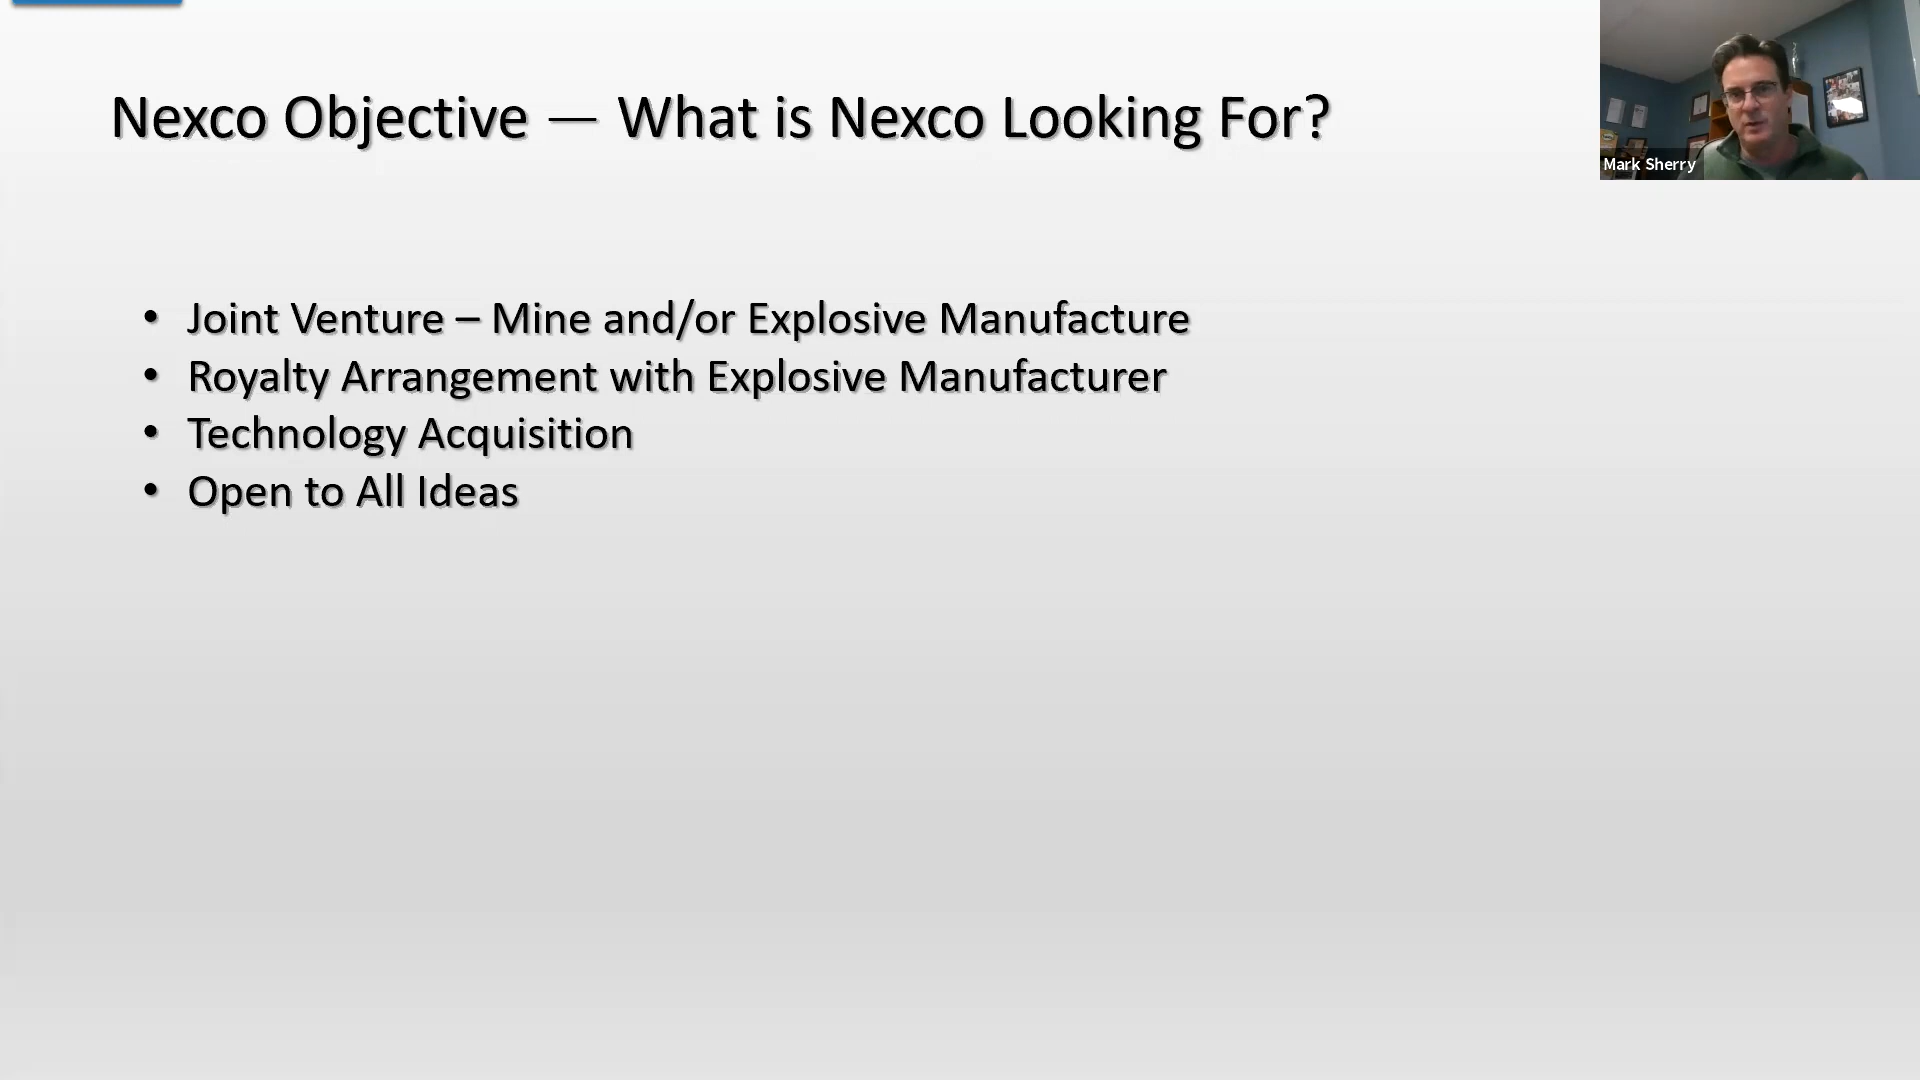 Nexco Objective — What is Nexco Looking For?
Mark Sherry
• Joint Venture – Mine and/or Explosive Manufacture
• Royalty Arrangement with Explosive Manufacturer
• Technology Acquisition
• Open to All Ideas